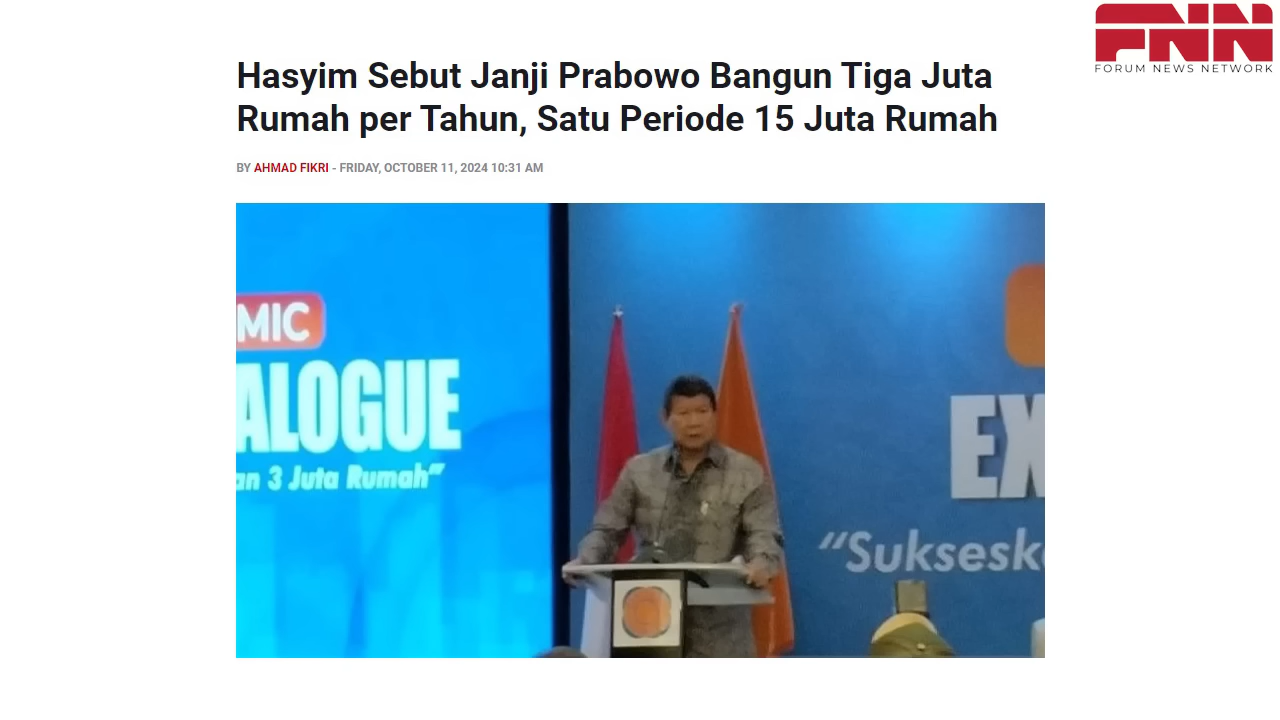 FNN
FORUM NEWS NETWORK
Hasyim Sebut Janji Prabowo Bangun Tiga Juta
Rumah per Tahun, Satu Periode 15 Juta Rumah
BY AHMAD FIKRI - FRIDAY, OCTOBER 11, 2024 10:31 AM
MIC
ALOGUE
an 3 Juta Rumah”
EX
“Suksesk